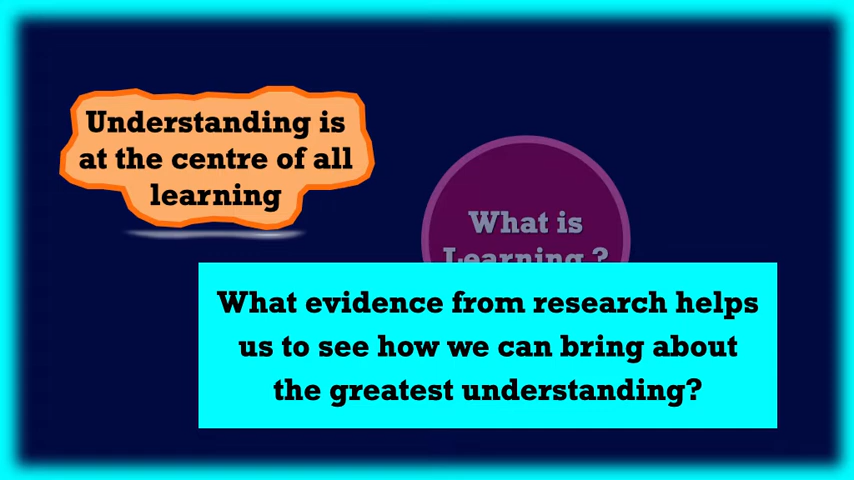 Understanding is
at the centre of all
learning
What is
Learning ?
What evidence from research helps
us to see how we can bring about
the greatest understanding?